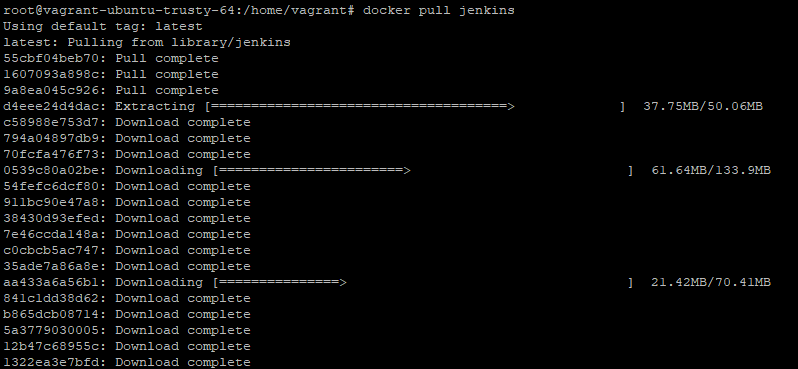 root@vagrant-ubuntu-trusty-64:/home/vagrant# docker pull jenkins
Using default tag: latest
latest: Pulling from library/jenkins
55cbf04beb70: Pull complete
1607093a898c: Pull complete
9a8ea045c926: Pull complete
d4eee24d4dac: Extracting [=====================================>             ]  37.75MB/50.06MB
c58988e753d7: Download complete
794a04897db9: Download complete
70fcfa476f73: Download complete
0539c80a02be: Downloading [=======================>                           ]  61.64MB/133.9MB
54fefc6dcf80: Download complete
911bc90e47a8: Download complete
38430d93efed: Download complete
7e46ccda148a: Download complete
c0cbcb5ac747: Download complete
35ade7a86a8e: Download complete
aa433a6a56b1: Downloading [===============>                                   ]  21.42MB/70.41MB
841c1dd38d62: Download complete
b865dcb08714: Download complete
5a3779030005: Download complete
12b47c68955c: Download complete
1322ea3e7bfd: Download complete